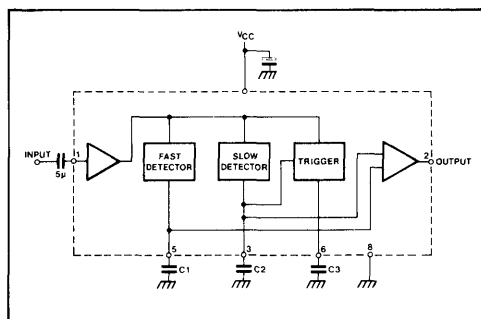 VCC
INPUT
5μ
1
FAST
DETECTOR
SLOW
DETECTOR
TRIGGER
2
OUTPUT
5
3
6
8
C1
C2
C3